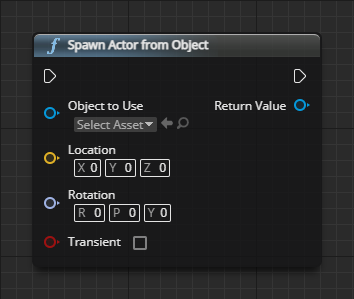 f Spawn Actor from Object
Object to Use Return Value
Select Asset
Location
X 0 Y 0 Z 0
Rotation
R 0 P 0 Y 0
Transient